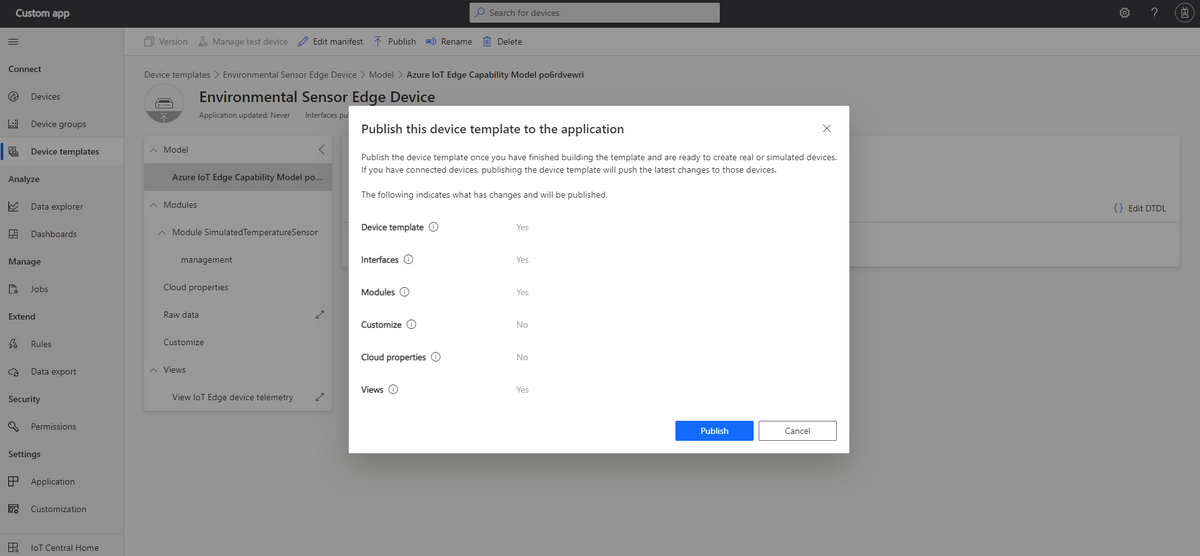 Custom app
Search for devices
?
Version
Manage test device
Edit manifest
Publish
Rename
Delete
Connect
Devices
Device groups
Device templates
Analyze
Data explorer
Dashboards
Manage
Jobs
Extend
Rules
Data export
Security
Permissions
Settings
Application
Customization
IoT Central Home
Device templates > Environmental Sensor Edge Device > Model > Azure IoT Edge Capability Model po6rdvewri
Environmental Sensor Edge Device
Application updated: Never Interfaces pu
Model
Azure IoT Edge Capability Model po...
Modules
Module SimulatedTemperatureSensor
management
Cloud properties
Raw data
Customize
Views
View IoT Edge device telemetry
{} Edit DTDL
Publish this device template to the application
Publish the device template once you have finished building the template and are ready to create real or simulated devices.
If you have connected devices, publishing the device template will push the latest changes to those devices.
The following indicates what has changes and will be published.
Device template Yes
Interfaces Yes
Modules Yes
Customize No
Cloud properties No
Views Yes
Publish
Cancel